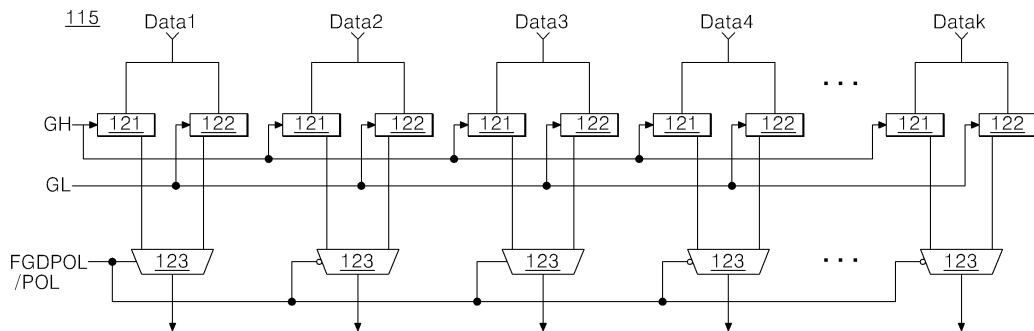 115
Data1 Data2 Data3 Data4 Datak
...
GH 121 122 121 122 121 122 121 122 121 122
GL
FGDPOL
/POL
123 123 123 123 ... 123